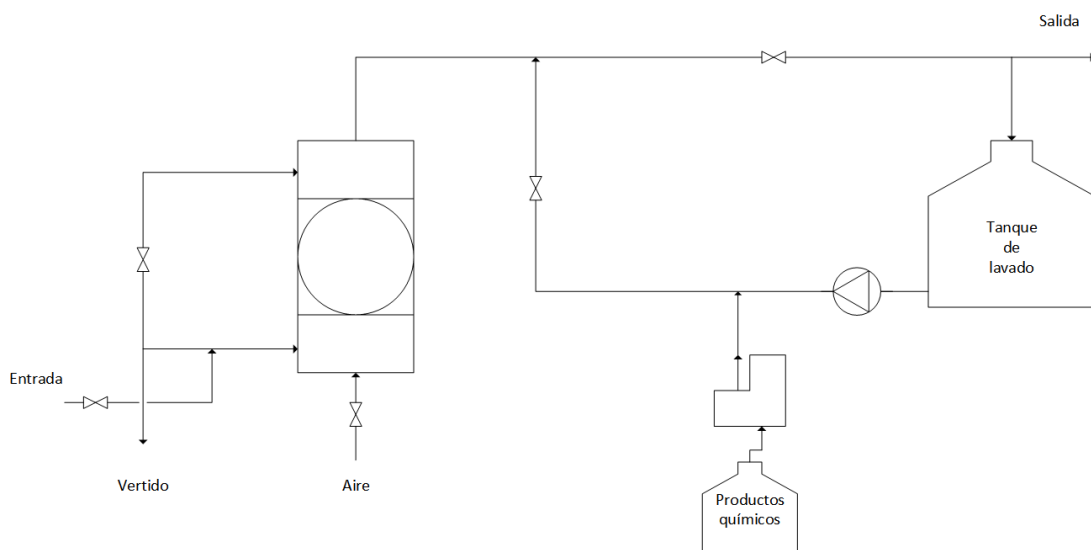 Salida
Tanque
de
lavado
Entrada
Vertido
Aire
Productos
químicos